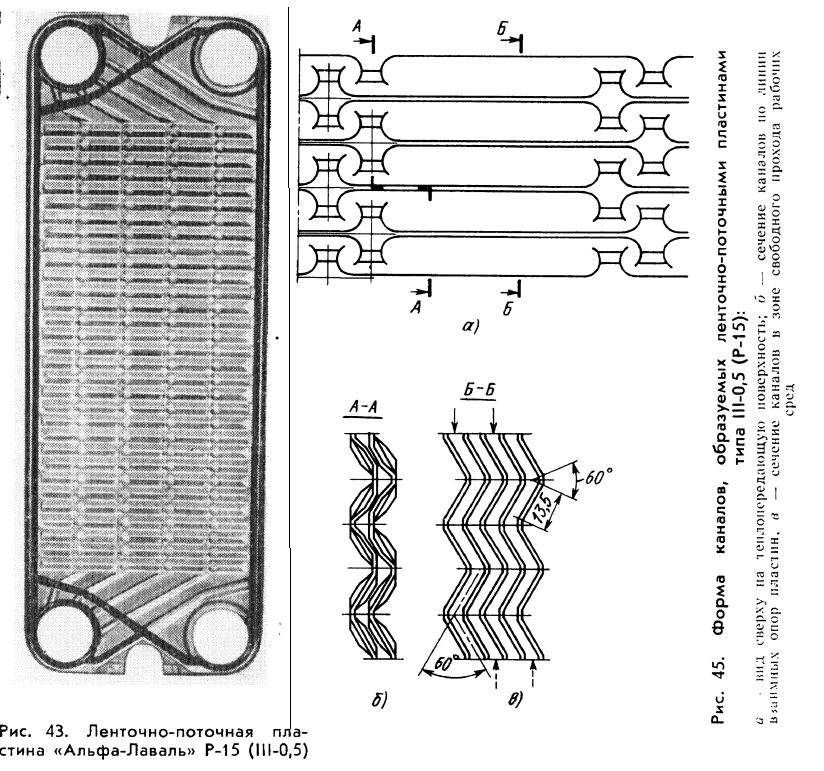 А
Б
А
Б
а)
А–А
Б–Б
60°
13,5
60°
б)
в)
Рис. 43. Ленточно-поточная пла-
стина «Альфа-Лаваль» Р-15 (III-0,5)
Рис. 45. Форма каналов, образуемых ленточно-поточными пластинами
типа III-0,5 (Р-15):
а - вид сверху на теплопередающую поверхность; б — сечение каналов по линии
взаимных опор пластин, в — сечение каналов в зоне свободного прохода рабочих
сред